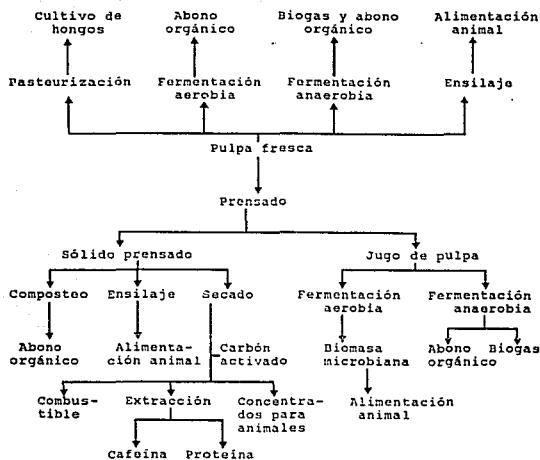 Cultivo de Abono Biogas y abono Alimentación
hongos orgánico orgánico animal
Pasteurización Fermentación Fermentación Ensilaje
aerobia anaerobia
Pulpa fresca
Prensado
Sólido prensado Jugo de pulpa
Composteo Ensilaje Secado Fermentación Fermentación
aerobia anaerobia
Abono Alimenta- Carbón Biomasa Abono Biogas
orgánico ción animal activado microbiana orgánico
Combus- Extracción Concentra- Alimentación
tible dos para animal
animales
Cafeína Proteína